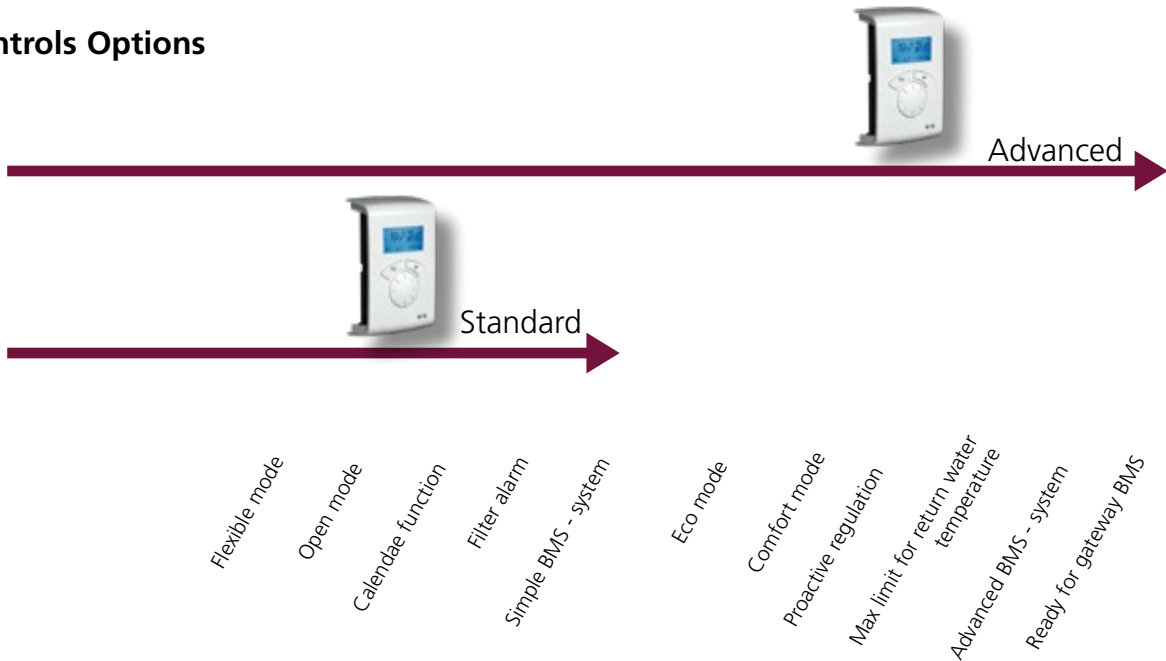 ntrols Options
Advanced
Standard
Flexible mode
Open mode
Calendae function
Filter alarm
Simple BMS - system
Eco mode
Comfort mode
Proactive regulation
Max limit for return water
temperature
Advanced BMS - system
Ready for gateway BMS